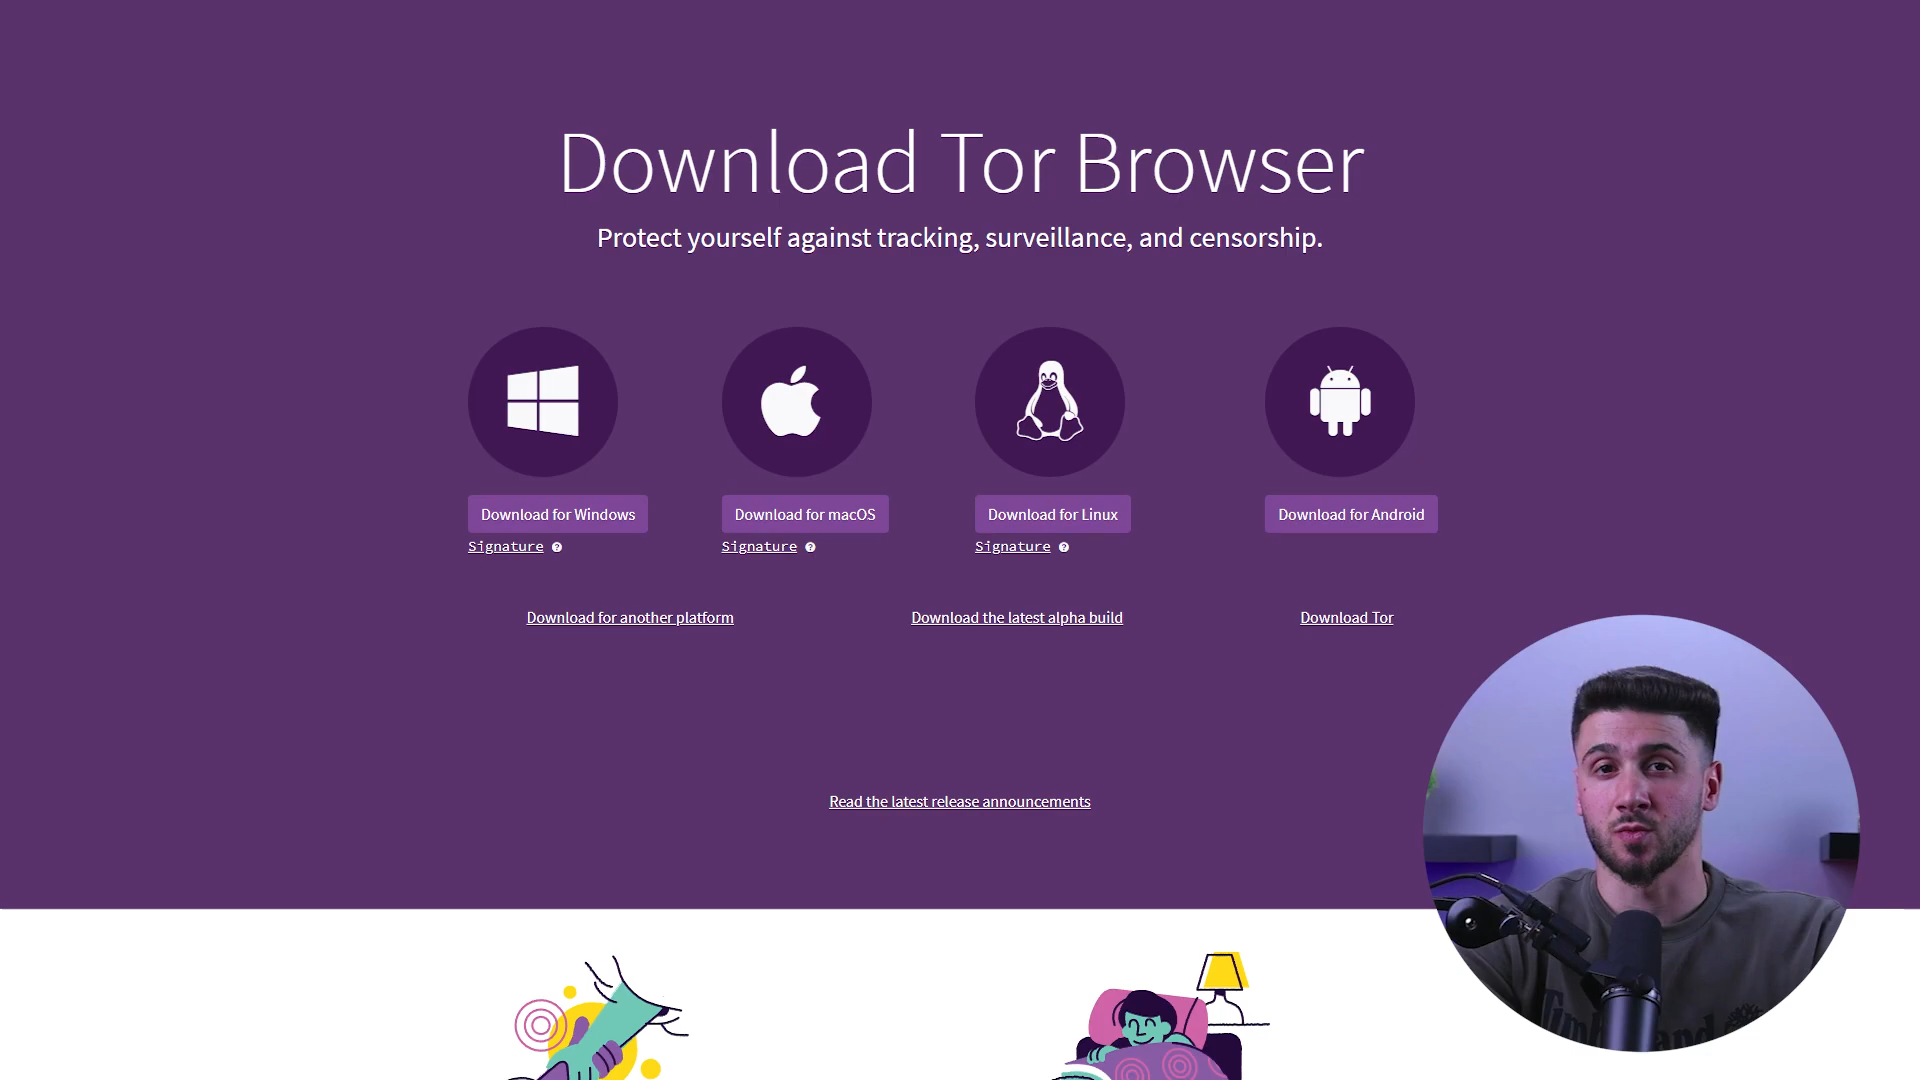 Download Tor Browser
Protect yourself against tracking, surveillance, and censorship.
Download for Windows
Download for macOS
Download for Linux
Download for Android
Signature ?
Signature ?
Signature ?
Download for another platform
Download the latest alpha build
Download Tor
Read the latest release announcements